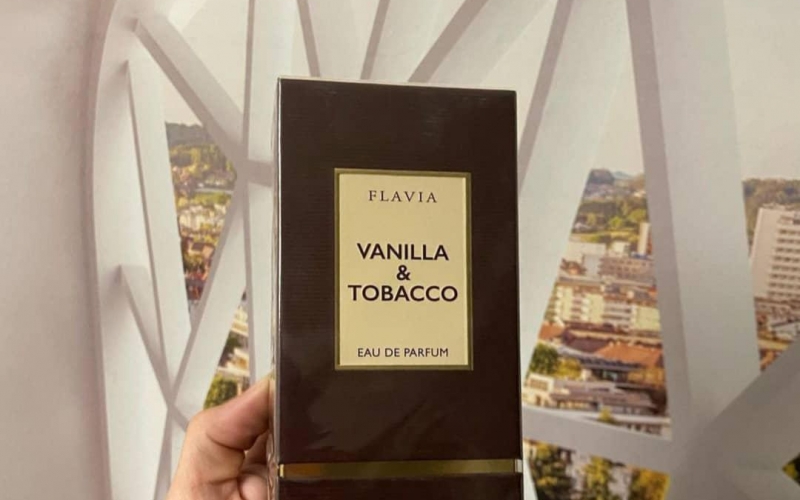 FLAVIA
VANILLA
&
TOBACCO
EAU DE PARFUM